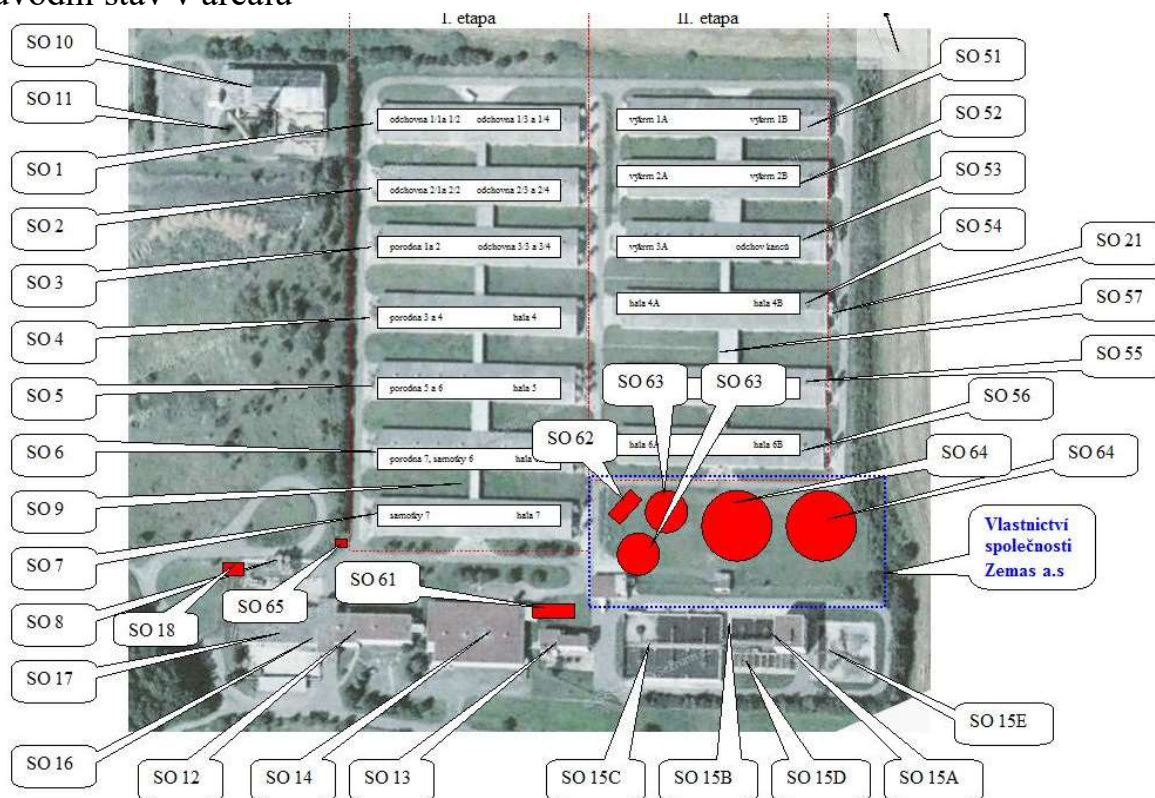 původní stav v areálu
I. etapa
II. etapa
SO 10
SO 11
SO 1
SO 2
SO 3
SO 4
SO 5
SO 6
SO 9
SO 7
SO 8
SO 18
SO 17
SO 16
SO 65
SO 61
SO 12
SO 14
SO 13
SO 15C
SO 15B
SO 15D
SO 15A
SO 15E
SO 51
SO 52
SO 53
SO 54
SO 21
SO 57
SO 55
SO 56
SO 64
SO 64
SO 63
SO 63
SO 62
odchovna 1/1a 1/2 odchovna 1/3 a 1/4
odchovna 2/1a 2/2 odchovna 2/3 a 2/4
porodna 1a 2 odchovna 3/3 a 3/4
porodna 3 a 4 hala 4
porodna 5 a 6 hala 5
porodna 7, samotky 6
samotky 7 hala 7
výkrm 1A výkrm 1B
výkrm 2A výkrm 2B
výkrm 3A odchov kanců
hala 4A hala 4B
hala 6A hala 6B
Vlastnictví
společnosti
Zemas a.s